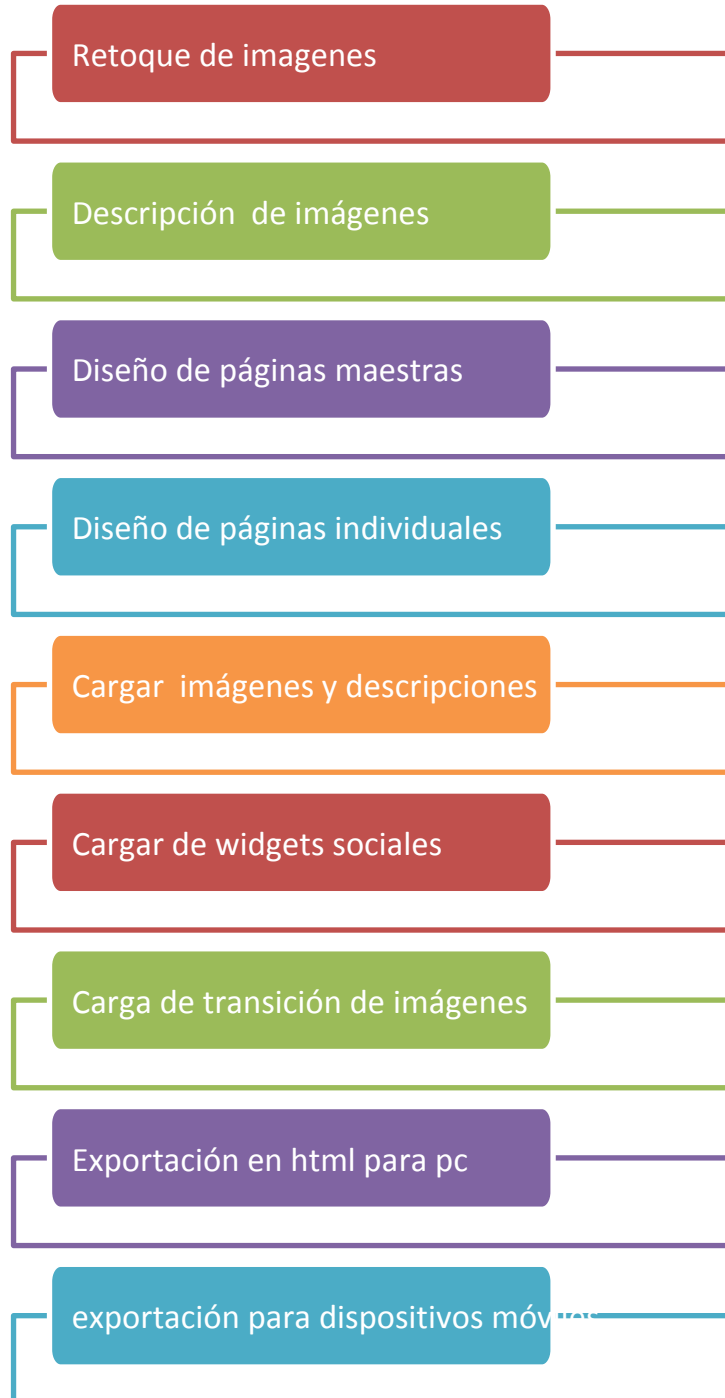 Retoque de imagenes
Descripción  de imágenes
Diseño de páginas maestras
Diseño de páginas individuales
Cargar  imágenes y descripciones
Cargar de widgets sociales
Carga de transición de imágenes
Exportación en html para pc
exportación para dispositivos móviles